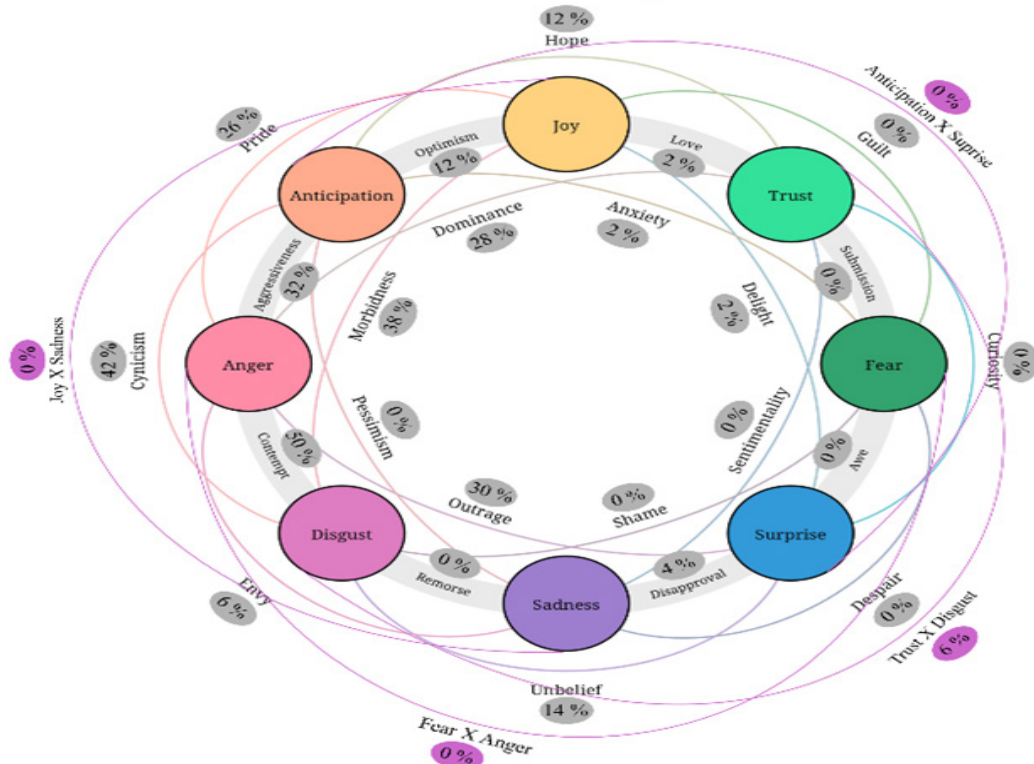 12 %
Hope
Anticipation X Suprise
0 %
26 %
Pride
0 %
Guilt
Joy
Optimism
12 %
Love
2 %
Anticipation
Trust
Dominance
28 %
Anxiety
2 %
Aggressiveness
32 %
Submission
0 %
Morbidness
38 %
Delight
2 %
Joy X Sadness
0 %
Cynicism
42 %
Anger
Fear
Curiosity
0 %
Pessimism
0 %
Sentimentality
0 %
Contempt
50 %
Awe
0 %
Outrage
30 %
Shame
0 %
Disgust
Surprise
Remorse
0 %
Disapproval
4 %
Sadness
Envy
6 %
Despair
0 %
Trust X Disgust
6 %
Unbelief
14 %
Fear X Anger
0 %